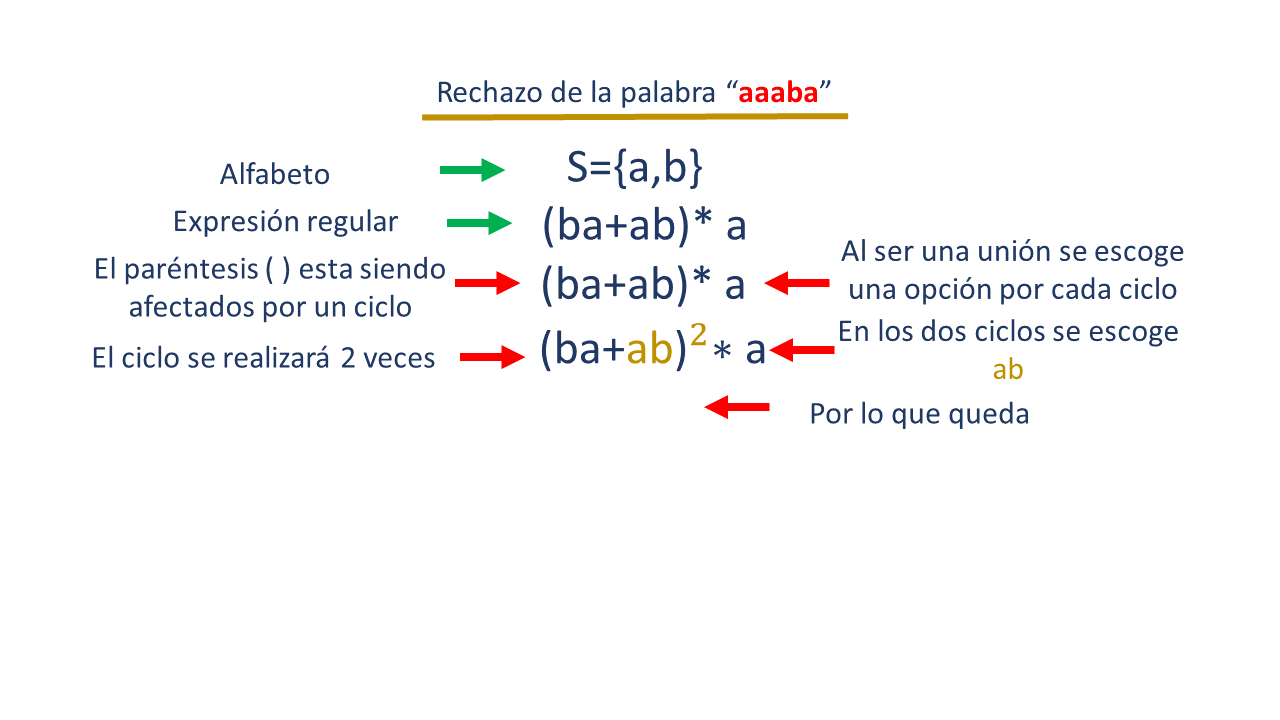 Rechazo de la palabra “aaaba”
Alfabeto
S={a,b}
Expresión regular
(ba+ab)* a
El paréntesis ( ) esta siendo
afectados por un ciclo
(ba+ab)* a
Al ser una unión se escoge
una opción por cada ciclo
El ciclo se realizará 2 veces
(ba+ab)²∗ a
En los dos ciclos se escoge
ab
Por lo que queda